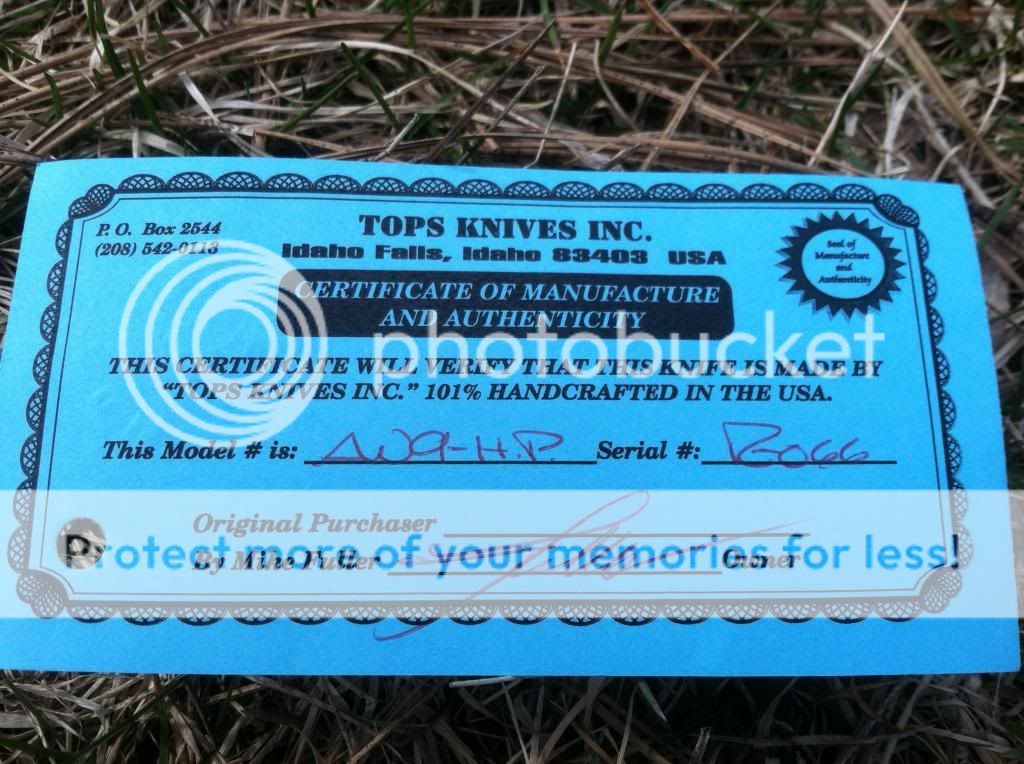 P.O. Box 2544
(208) 542-0113
TOPS KNIVES INC.
Idaho Falls, Idaho 83403 USA
Seal of
Manufacture
and
Authenticity
CERTIFICATE OF MANUFACTURE
AND AUTHENTICITY
photobucket
THIS CERTIFICATE WILL VERIFY THAT THIS KNIFE IS MADE BY
“TOPS KNIVES INC.” 101% HANDCRAFTED IN THE USA.
This Model # is: AW9-H.P. Serial #:
Original Purchaser
Protect more of your memories for less!
By Mike Fuller Owner